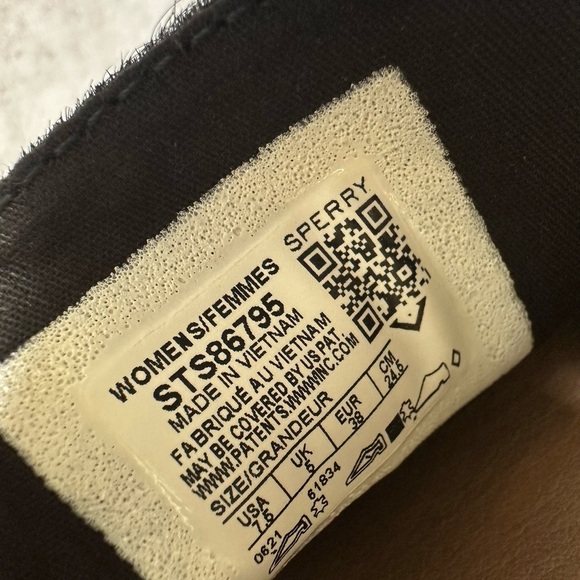 SPERRY
WOMENS/FEMMES
STS86795
MADE IN VIETNAM
FABRIQUÉ AU VIETNAM
MAY BE COVERED BY US PAT
WWW.PATENTS.WWWINC.COM
SIZE/GRANDEUR
USA UK EUR CM
7.5 5 38 24.5
0621 61834